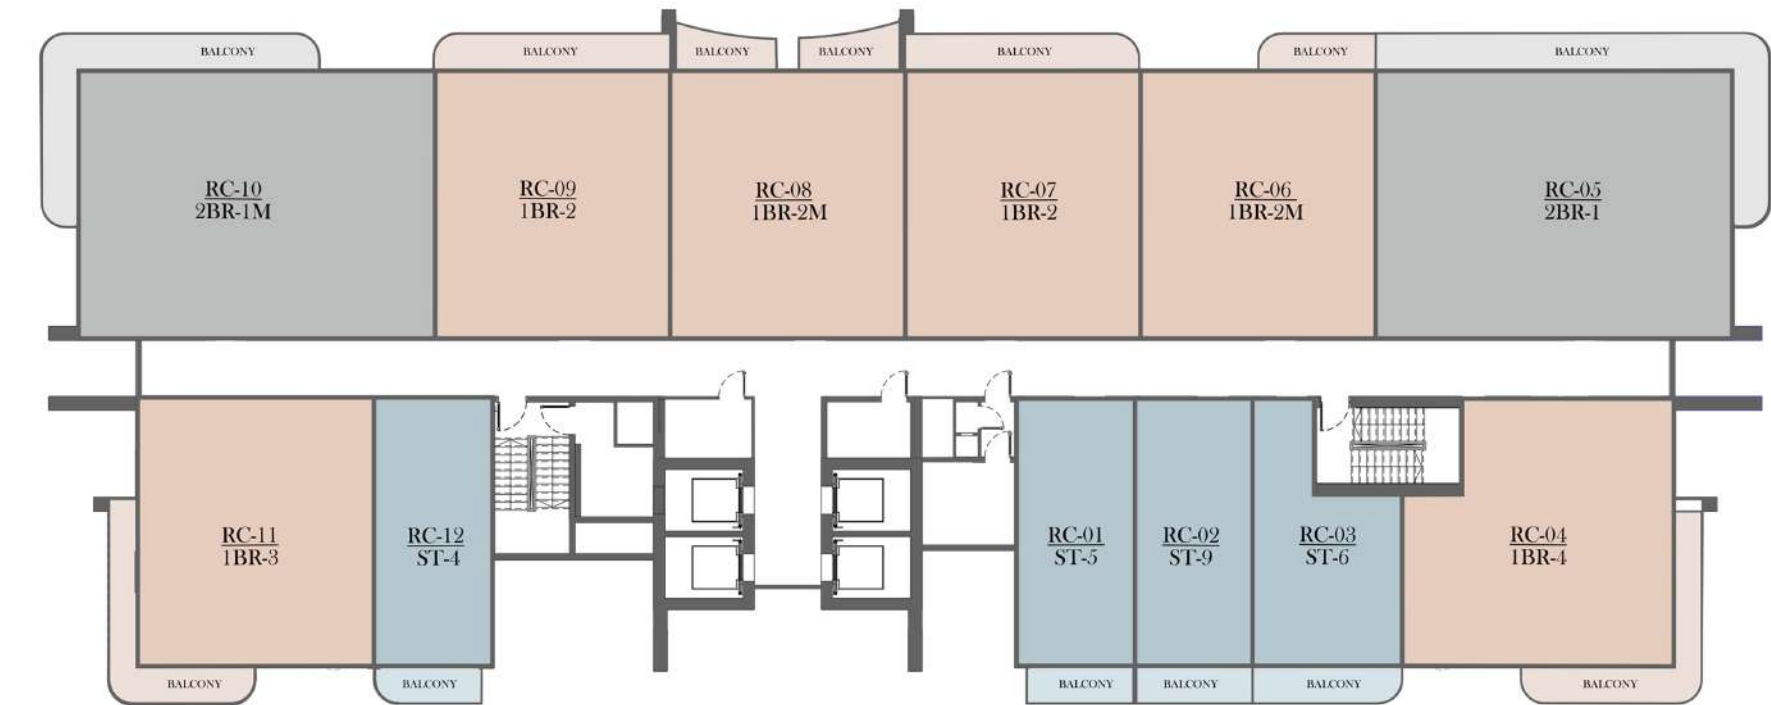 BALCONY
BALCONY
BALCONY
BALCONY
BALCONY
BALCONY
BALCONY
RC-10
2BR-1M
RC-09
1BR-2
RC-08
1BR-2M
RC-07
1BR-2
RC-06
1BR-2M
RC-05
2BR-1
RC-11
1BR-3
RC-12
ST-4
RC-01
ST-5
RC-02
ST-9
RC-03
ST-6
RC-04
1BR-4
BALCONY
BALCONY
BALCONY
BALCONY
BALCONY
BALCONY